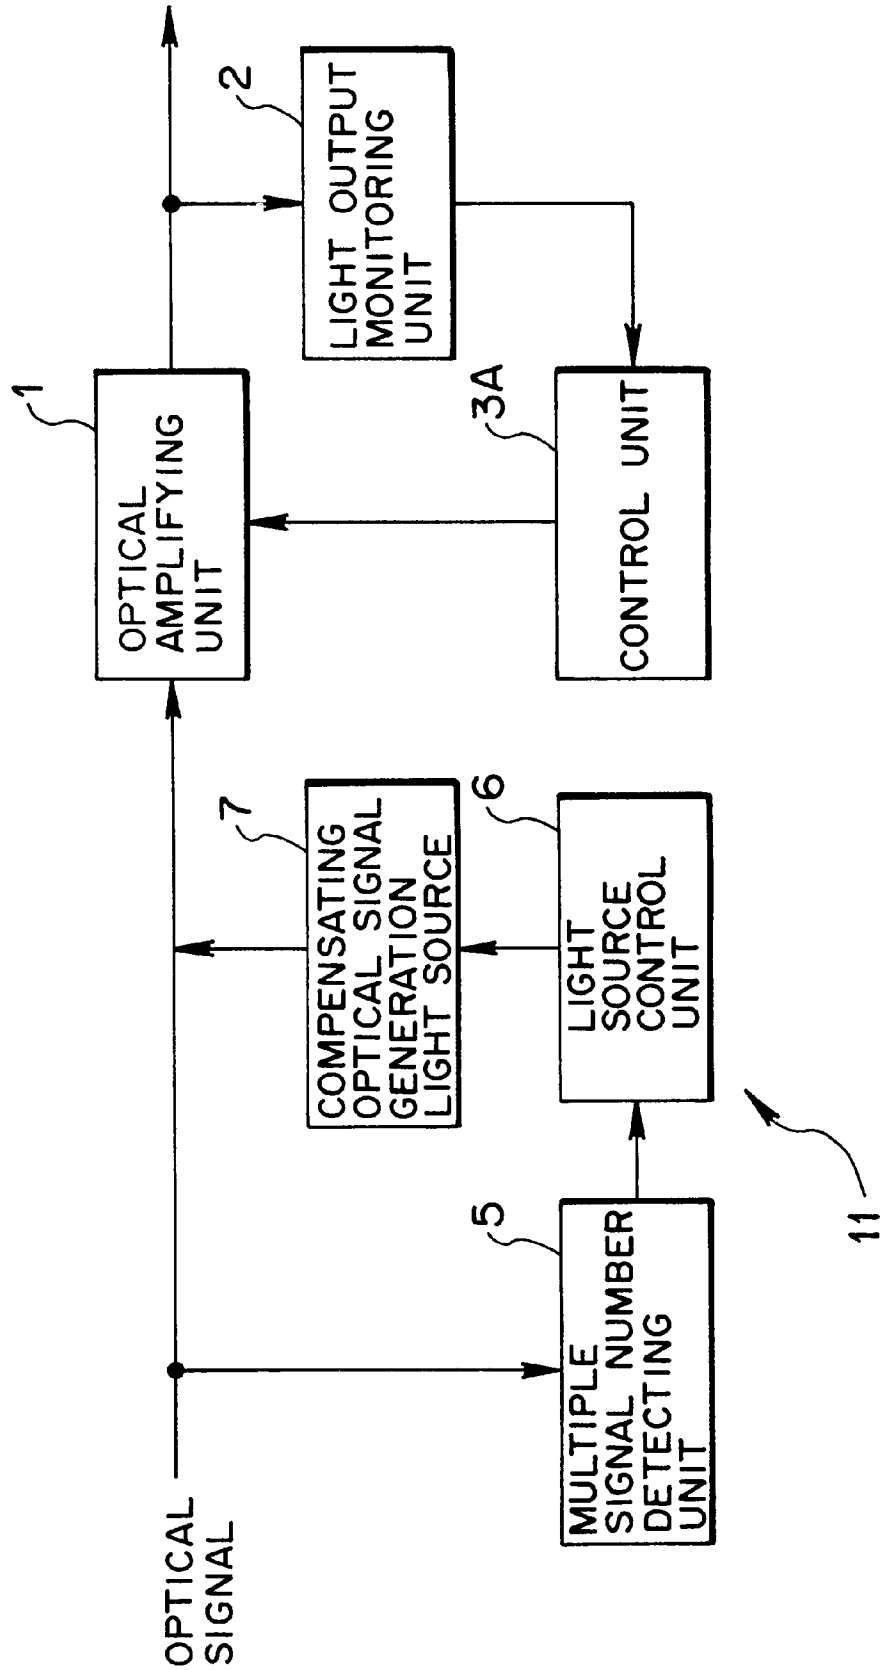 OPTICAL
SIGNAL
1
OPTICAL
AMPLIFYING
UNIT
2
LIGHT OUTPUT
MONITORING
UNIT
7
COMPENSATING
OPTICAL SIGNAL
GENERATION
LIGHT SOURCE
5
MULTIPLE
SIGNAL NUMBER
DETECTING
UNIT
6
LIGHT
SOURCE
CONTROL
UNIT
3A
CONTROL UNIT
11